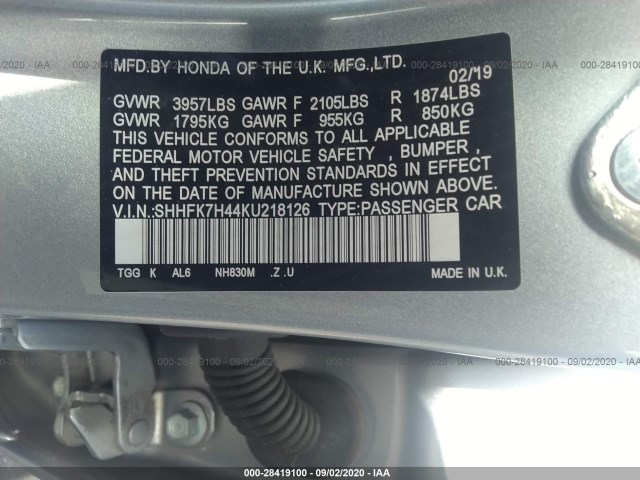 MFD.BY HONDA OF THE U.K. MFG.,LTD.
02/19
GVWR 3957LBS GAWR F 2105LBS R 1874LBS
GVWR 1795KG GAWR F 955KG R 850KG
THIS VEHICLE CONFORMS TO ALL APPLICABLE
FEDERAL MOTOR VEHICLE SAFETY , BUMPER ,
AND THEFT PREVENTION STANDARDS IN EFFECT
ON THE DATE OF MANUFACTURE SHOWN ABOVE.
V.I.N.:SHHFK7H44KU218126 TYPE:PASSENGER CAR
TGG K AL6 NH830M .Z .U MADE IN U.K.
000-28419100 - 09/02/2020 - IAA